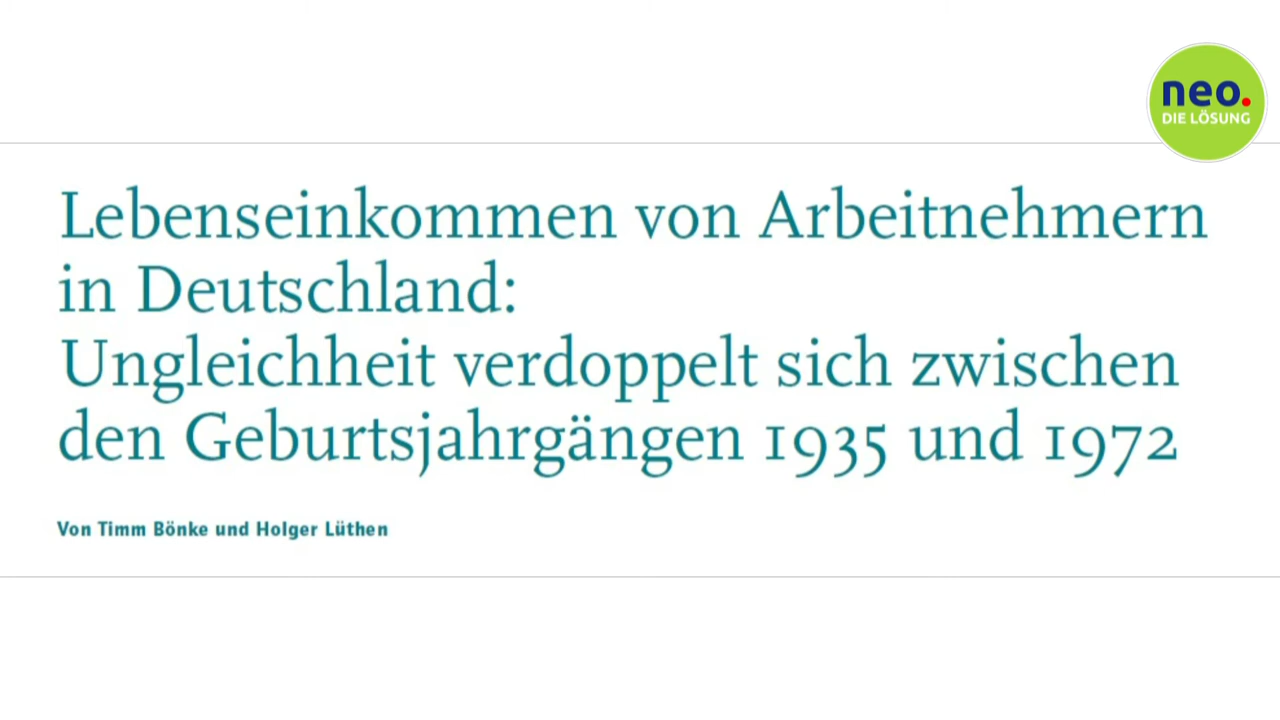 neo.
DIE LÖSUNG
Lebenseinkommen von Arbeitnehmern
in Deutschland:
Ungleichheit verdoppelt sich zwischen
den Geburtsjahrgängen 1935 und 1972
Von Timm Bönke und Holger Lüthen